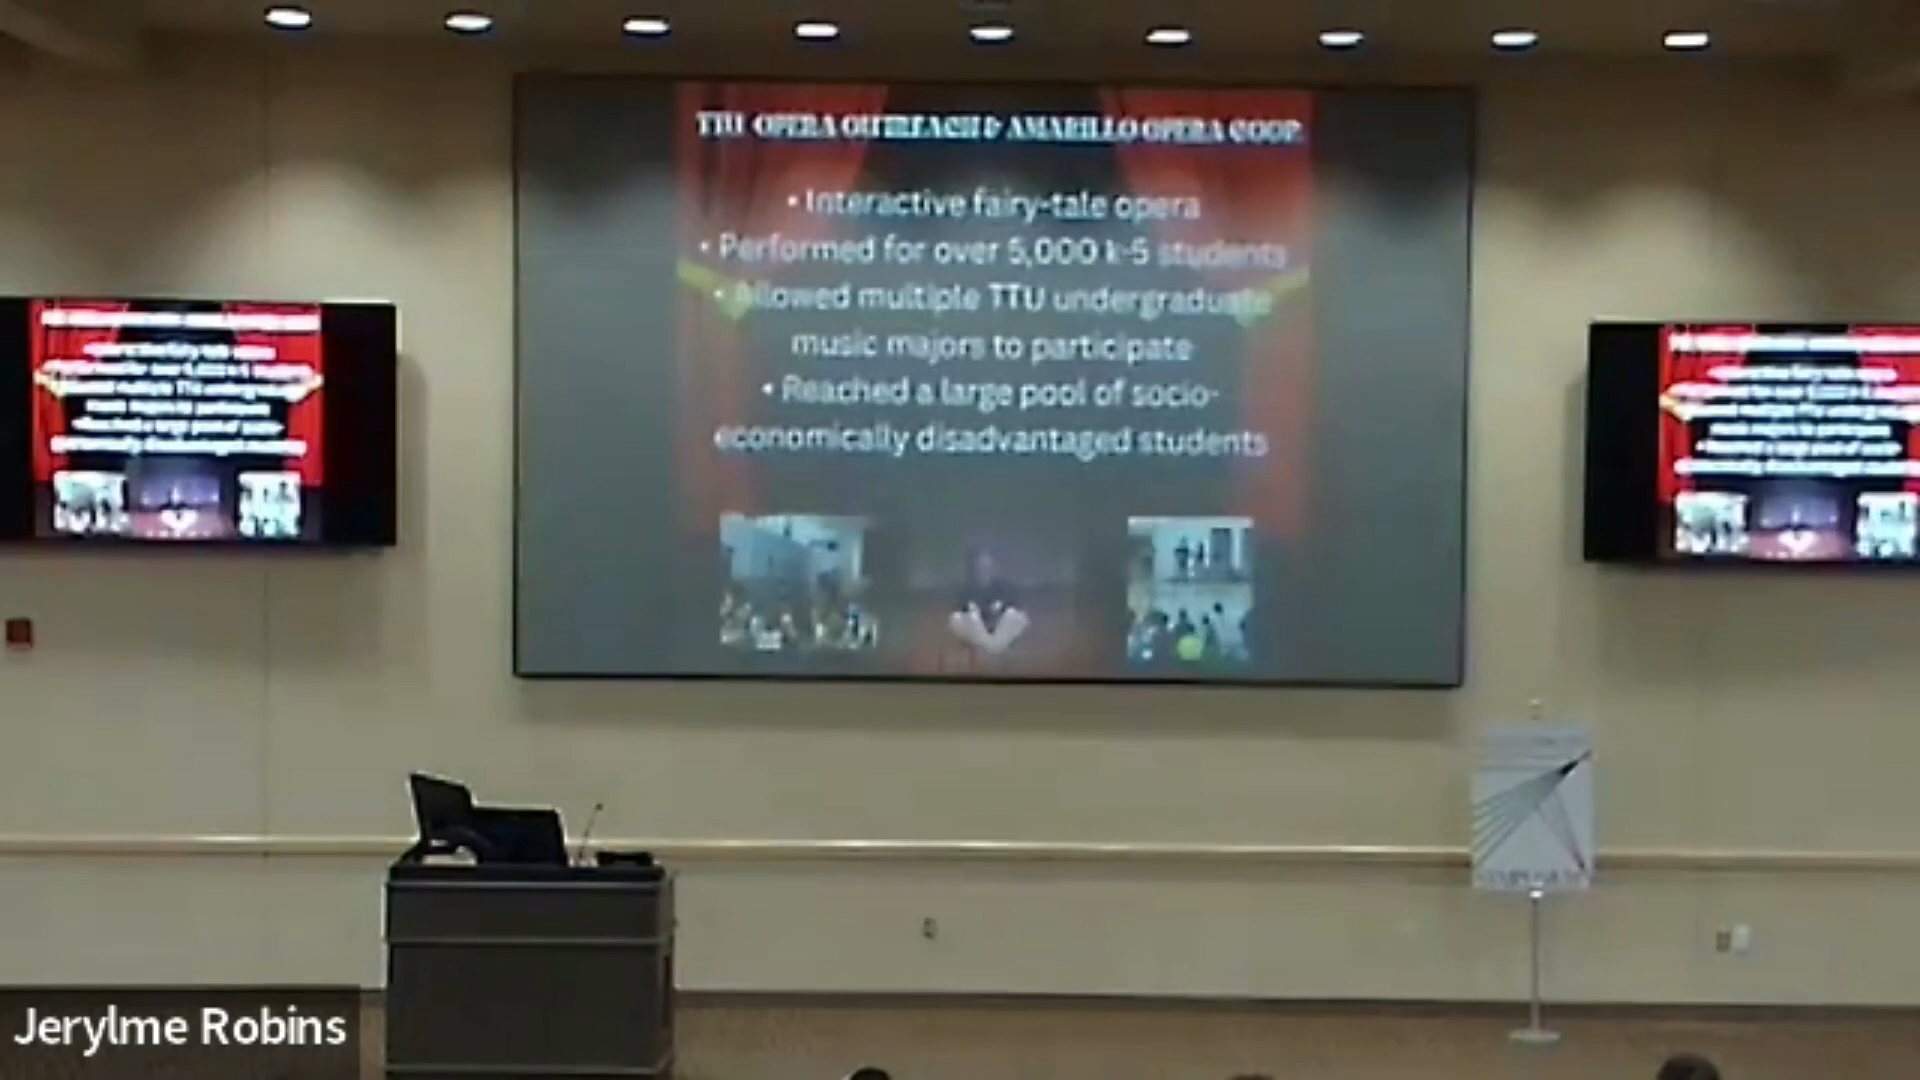 TTU OPERA OUTREACH & AMARILLO OPERA COOP.
• Interactive fairy-tale opera
• Performed for over 5,000 k-5 students
• Allowed multiple TTU undergraduate
music majors to participate
• Reached a large pool of socio-
economically disadvantaged students
Jerylme Robins